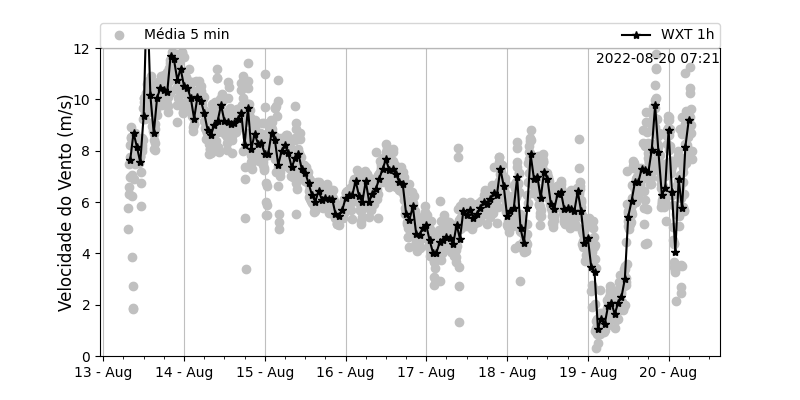 Média 5 min
WXT 1h
2022-08-20 07:21
Velocidade do Vento (m/s)
12
10
8
6
4
2
0
13 - Aug
14 - Aug
15 - Aug
16 - Aug
17 - Aug
18 - Aug
19 - Aug
20 - Aug